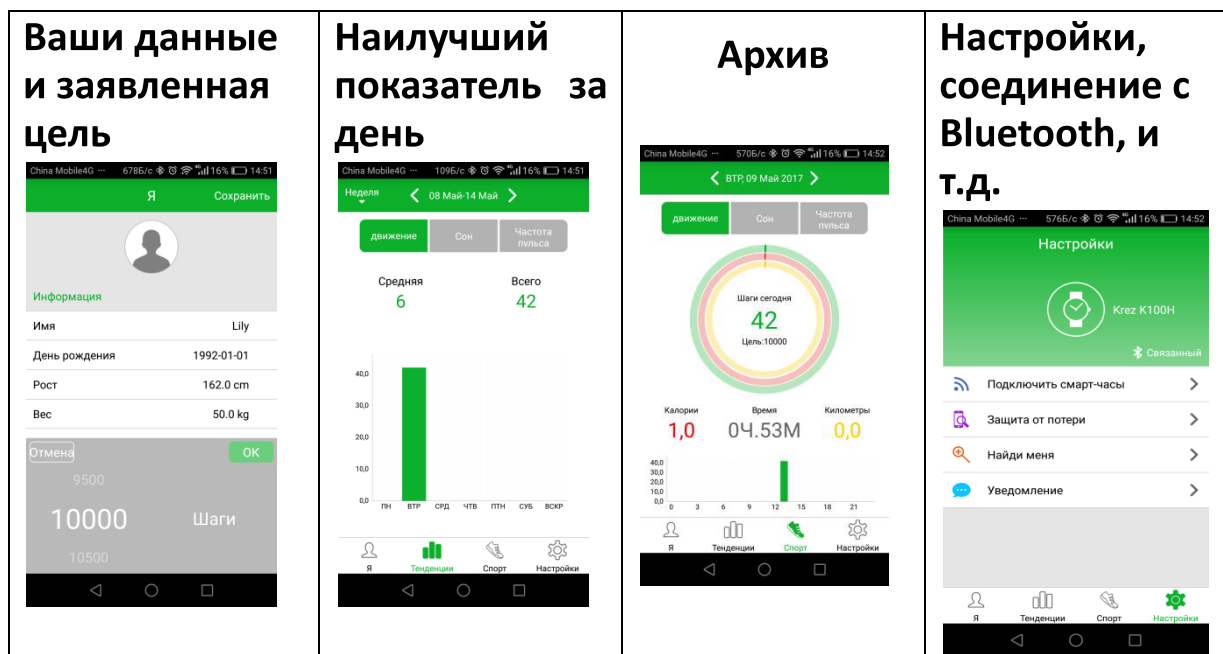 Ваши данные
и заявленная
цель
China Mobile4G ··· 678Б/с 4G 16% 14:51
Я Сохранить
Информация
Имя Lily
День рождения 1992-01-01
Рост 162.0 cm
Вес 50.0 kg
Отмена OK
9500
10000 Шаги
10500
Наилучший
показатель за
день
China Mobile4G ··· 109Б/с 4G 16% 14:51
Неделя 08 Май-14 Май
движение Сон Частота
пульса
Средняя Всего
6 42
40,0
30,0
20,0
10,0
0,0
ПН ВТР СРД ЧТВ ПТН СУБ ВСКР
Я Тенденции Спорт Настройки
Архив
China Mobile4G ··· 570Б/с 4G 16% 14:52
ВТР, 09 Май 2017
движение Сон Частота
пульса
Шаги сегодня
42
Цель:10000
Калории Время Километры
1,0 0Ч.53М 0,0
40,0
30,0
20,0
10,0
0,0
0 3 6 9 12 15 18 21
Я Тенденции Спорт Настройки
Настройки,
соединение с
Bluetooth, и
т.д.
China Mobile4G ··· 576Б/с 4G 16% 14:52
Настройки
Krez K100H
Связанный
Подключить смарт-часы
Защита от потери
Найди меня
Уведомление
Я Тенденции Спорт Настройки